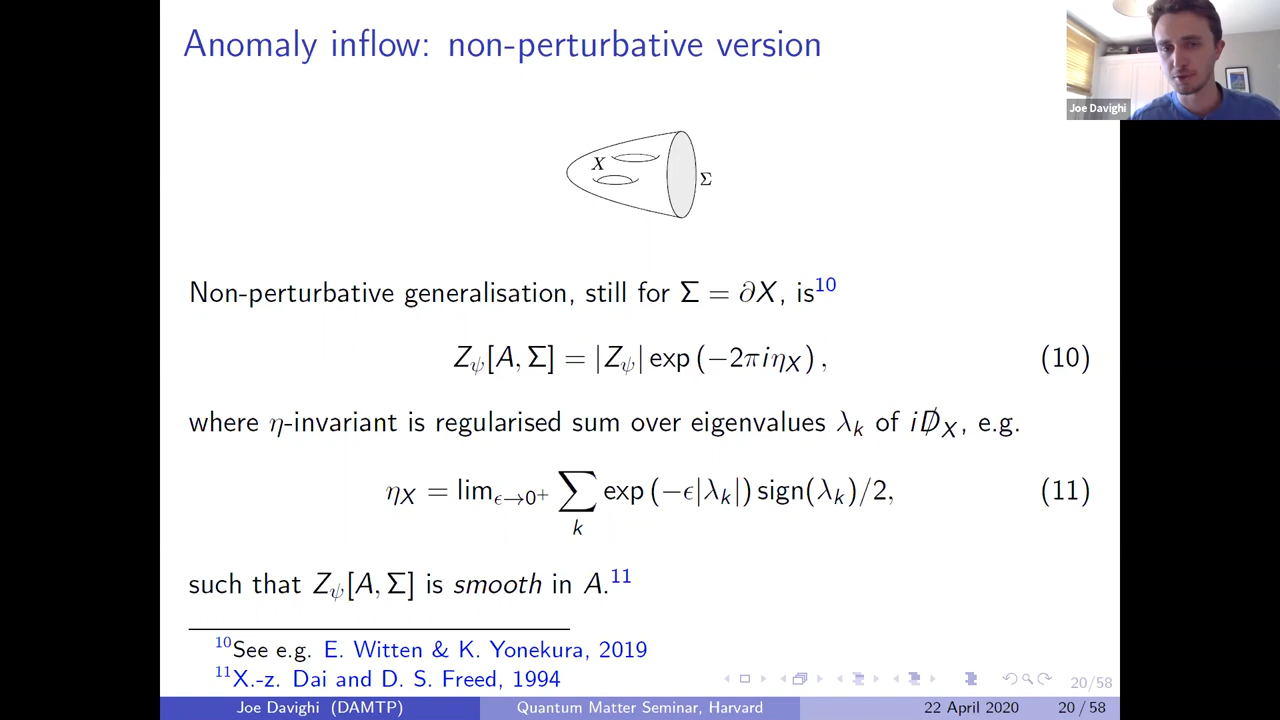 Anomaly inflow: non-perturbative version
Joe Davighi
X
Σ
Non-perturbative generalisation, still for Σ = ∂X, is¹⁰
Z_ψ[A, Σ] = |Z_ψ| exp (−2πiη_X) , (10)
where η-invariant is regularised sum over eigenvalues λ_k of iD̸_X, e.g.
η_X = lim_{ϵ→0⁺} ∑_k exp (−ϵ|λ_k|) sign(λ_k)/2, (11)
such that Z_ψ[A, Σ] is smooth in A.¹¹
¹⁰See e.g. E. Witten & K. Yonekura, 2019
¹¹X.-z. Dai and D. S. Freed, 1994
20/58
Joe Davighi (DAMTP) Quantum Matter Seminar, Harvard 22 April 2020 20 / 58